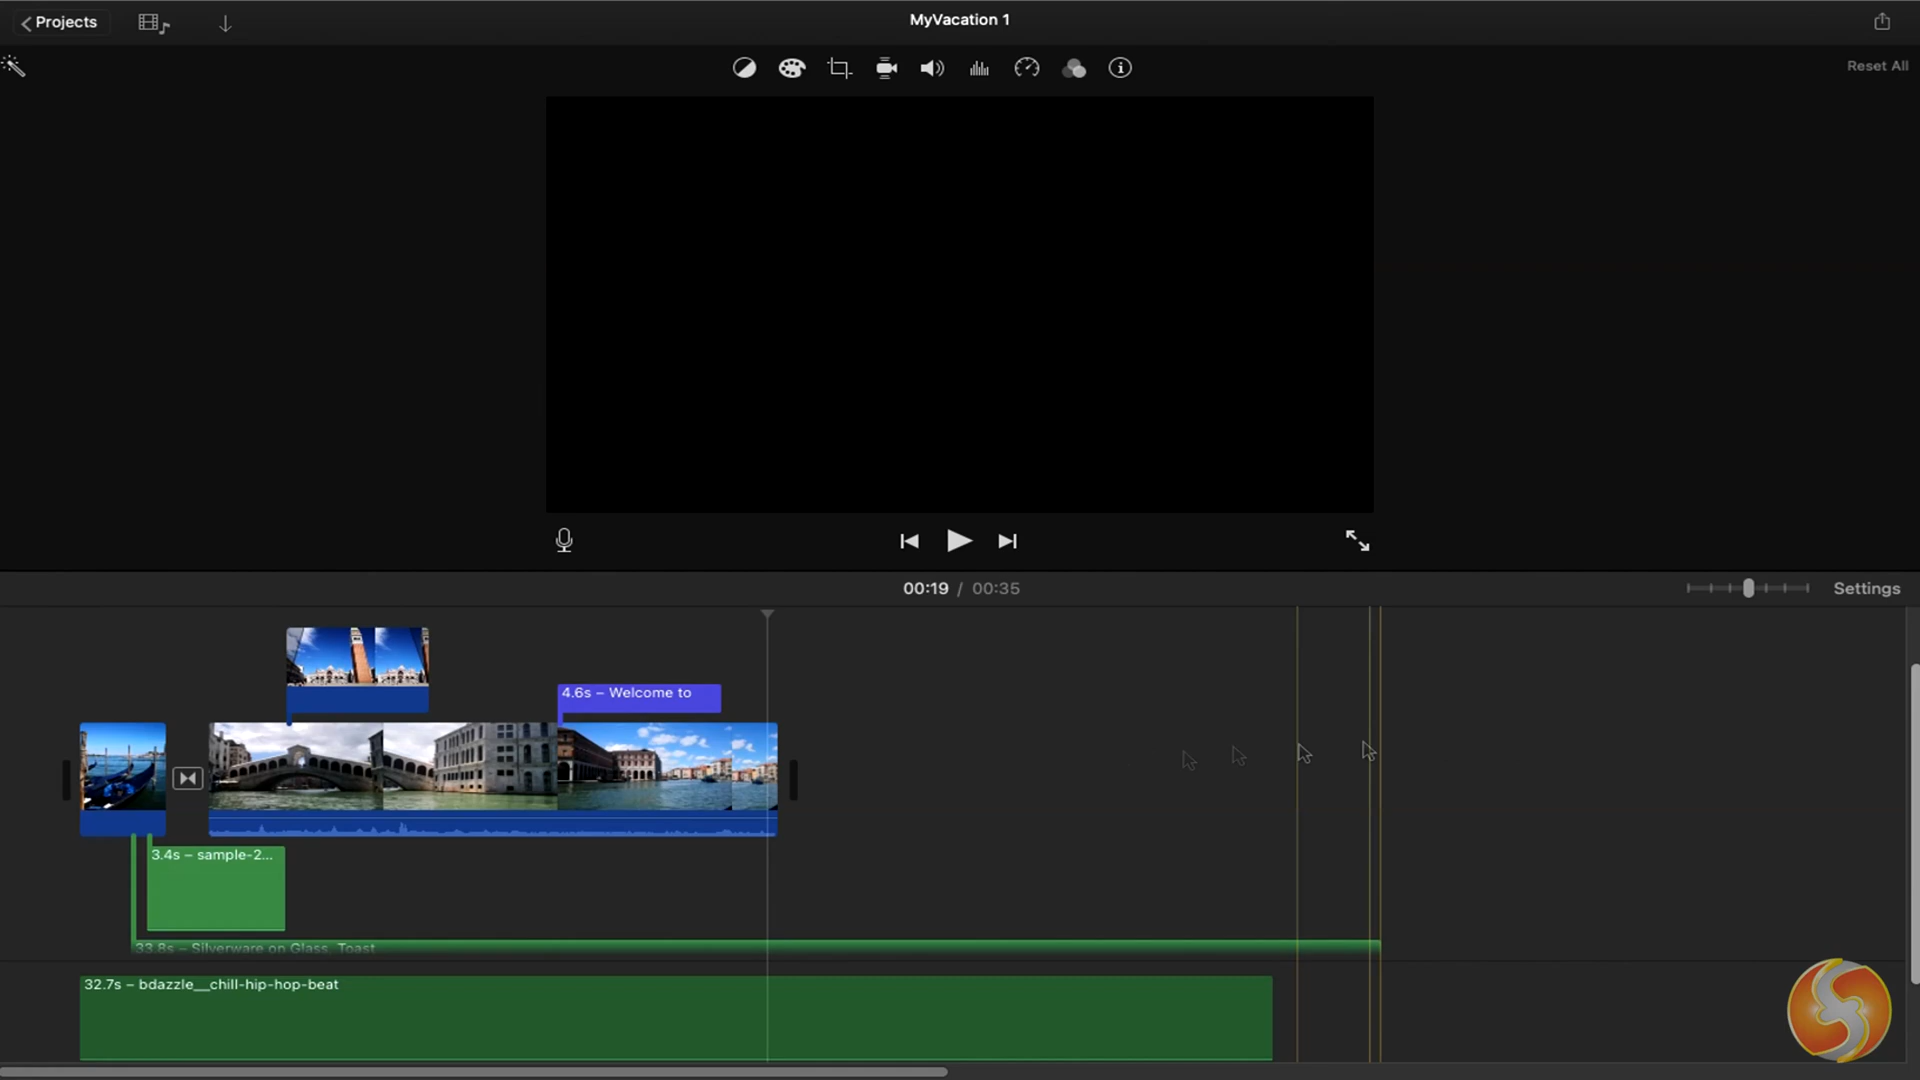 Projects
MyVacation 1
Reset All
00:19 / 00:35
Settings
4.6s – Welcome to
3.4s – sample-2...
33.8s – Silverware on Glass, Toast
32.7s – bdazzle__chill-hip-hop-beat